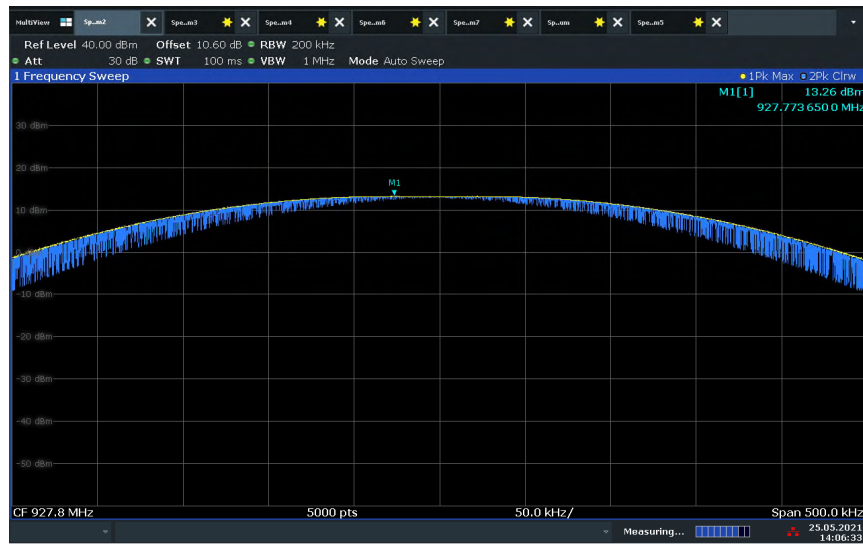 MultiView Sp..m2 Spe..m3 Spe..m4 Spe..m6 Spe..m7 Sp..um Spe..m5
Ref Level 40.00 dBm Offset 10.60 dB RBW 200 kHz
Att 30 dB SWT 100 ms VBW 1 MHz Mode Auto Sweep
1 Frequency Sweep 1Pk Max 2Pk Clrw
M1[1] 13.26 dBm
927.773 650 0 MHz
30 dBm
20 dBm
M1
10 dBm
0 dBm
-10 dBm
-20 dBm
-30 dBm
-40 dBm
-50 dBm
CF 927.8 MHz 5000 pts 50.0 kHz/ Span 500.0 kHz
Measuring... 25.05.2021
14:06:33